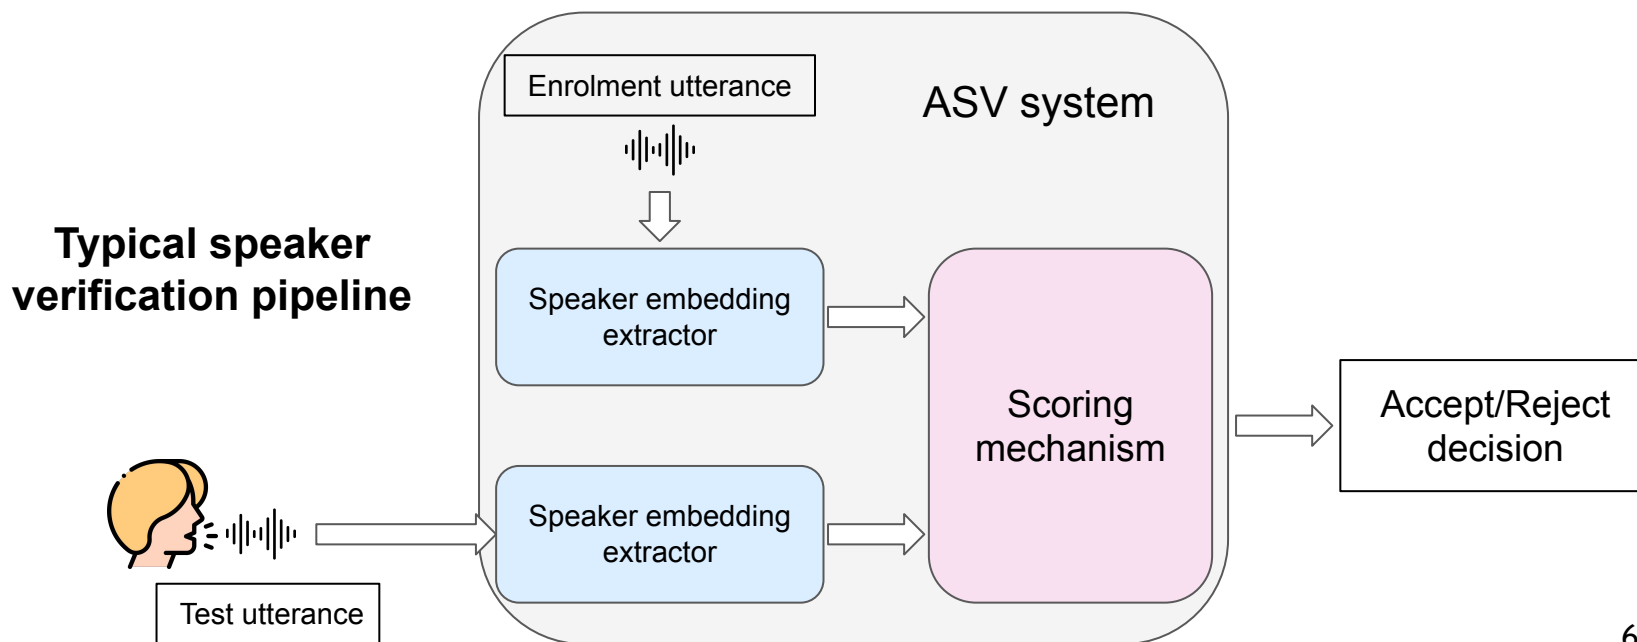 Enrolment utterance
ASV system
Typical speaker
verification pipeline
Speaker embedding
extractor
Scoring
mechanism
Accept/Reject
decision
Speaker embedding
extractor
Test utterance
6